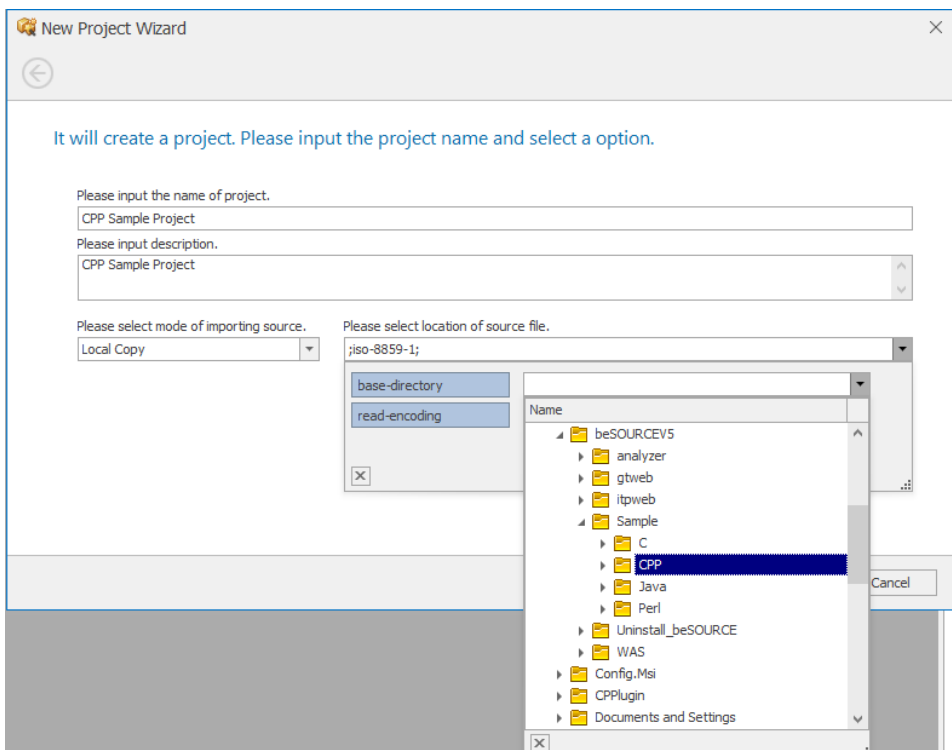 New Project Wizard
It will create a project. Please input the project name and select a option.
Please input the name of project.
CPP Sample Project
Please input description.
CPP Sample Project
Please select mode of importing source.
Please select location of source file.
Local Copy
;iso-8859-1;
base-directory
read-encoding
Name
beSOURCEV5
analyzer
gtweb
itpweb
Sample
C
CPP
Java
Perl
Uninstall_beSOURCE
WAS
Config.Msi
CPPlugin
Documents and Settings
Cancel